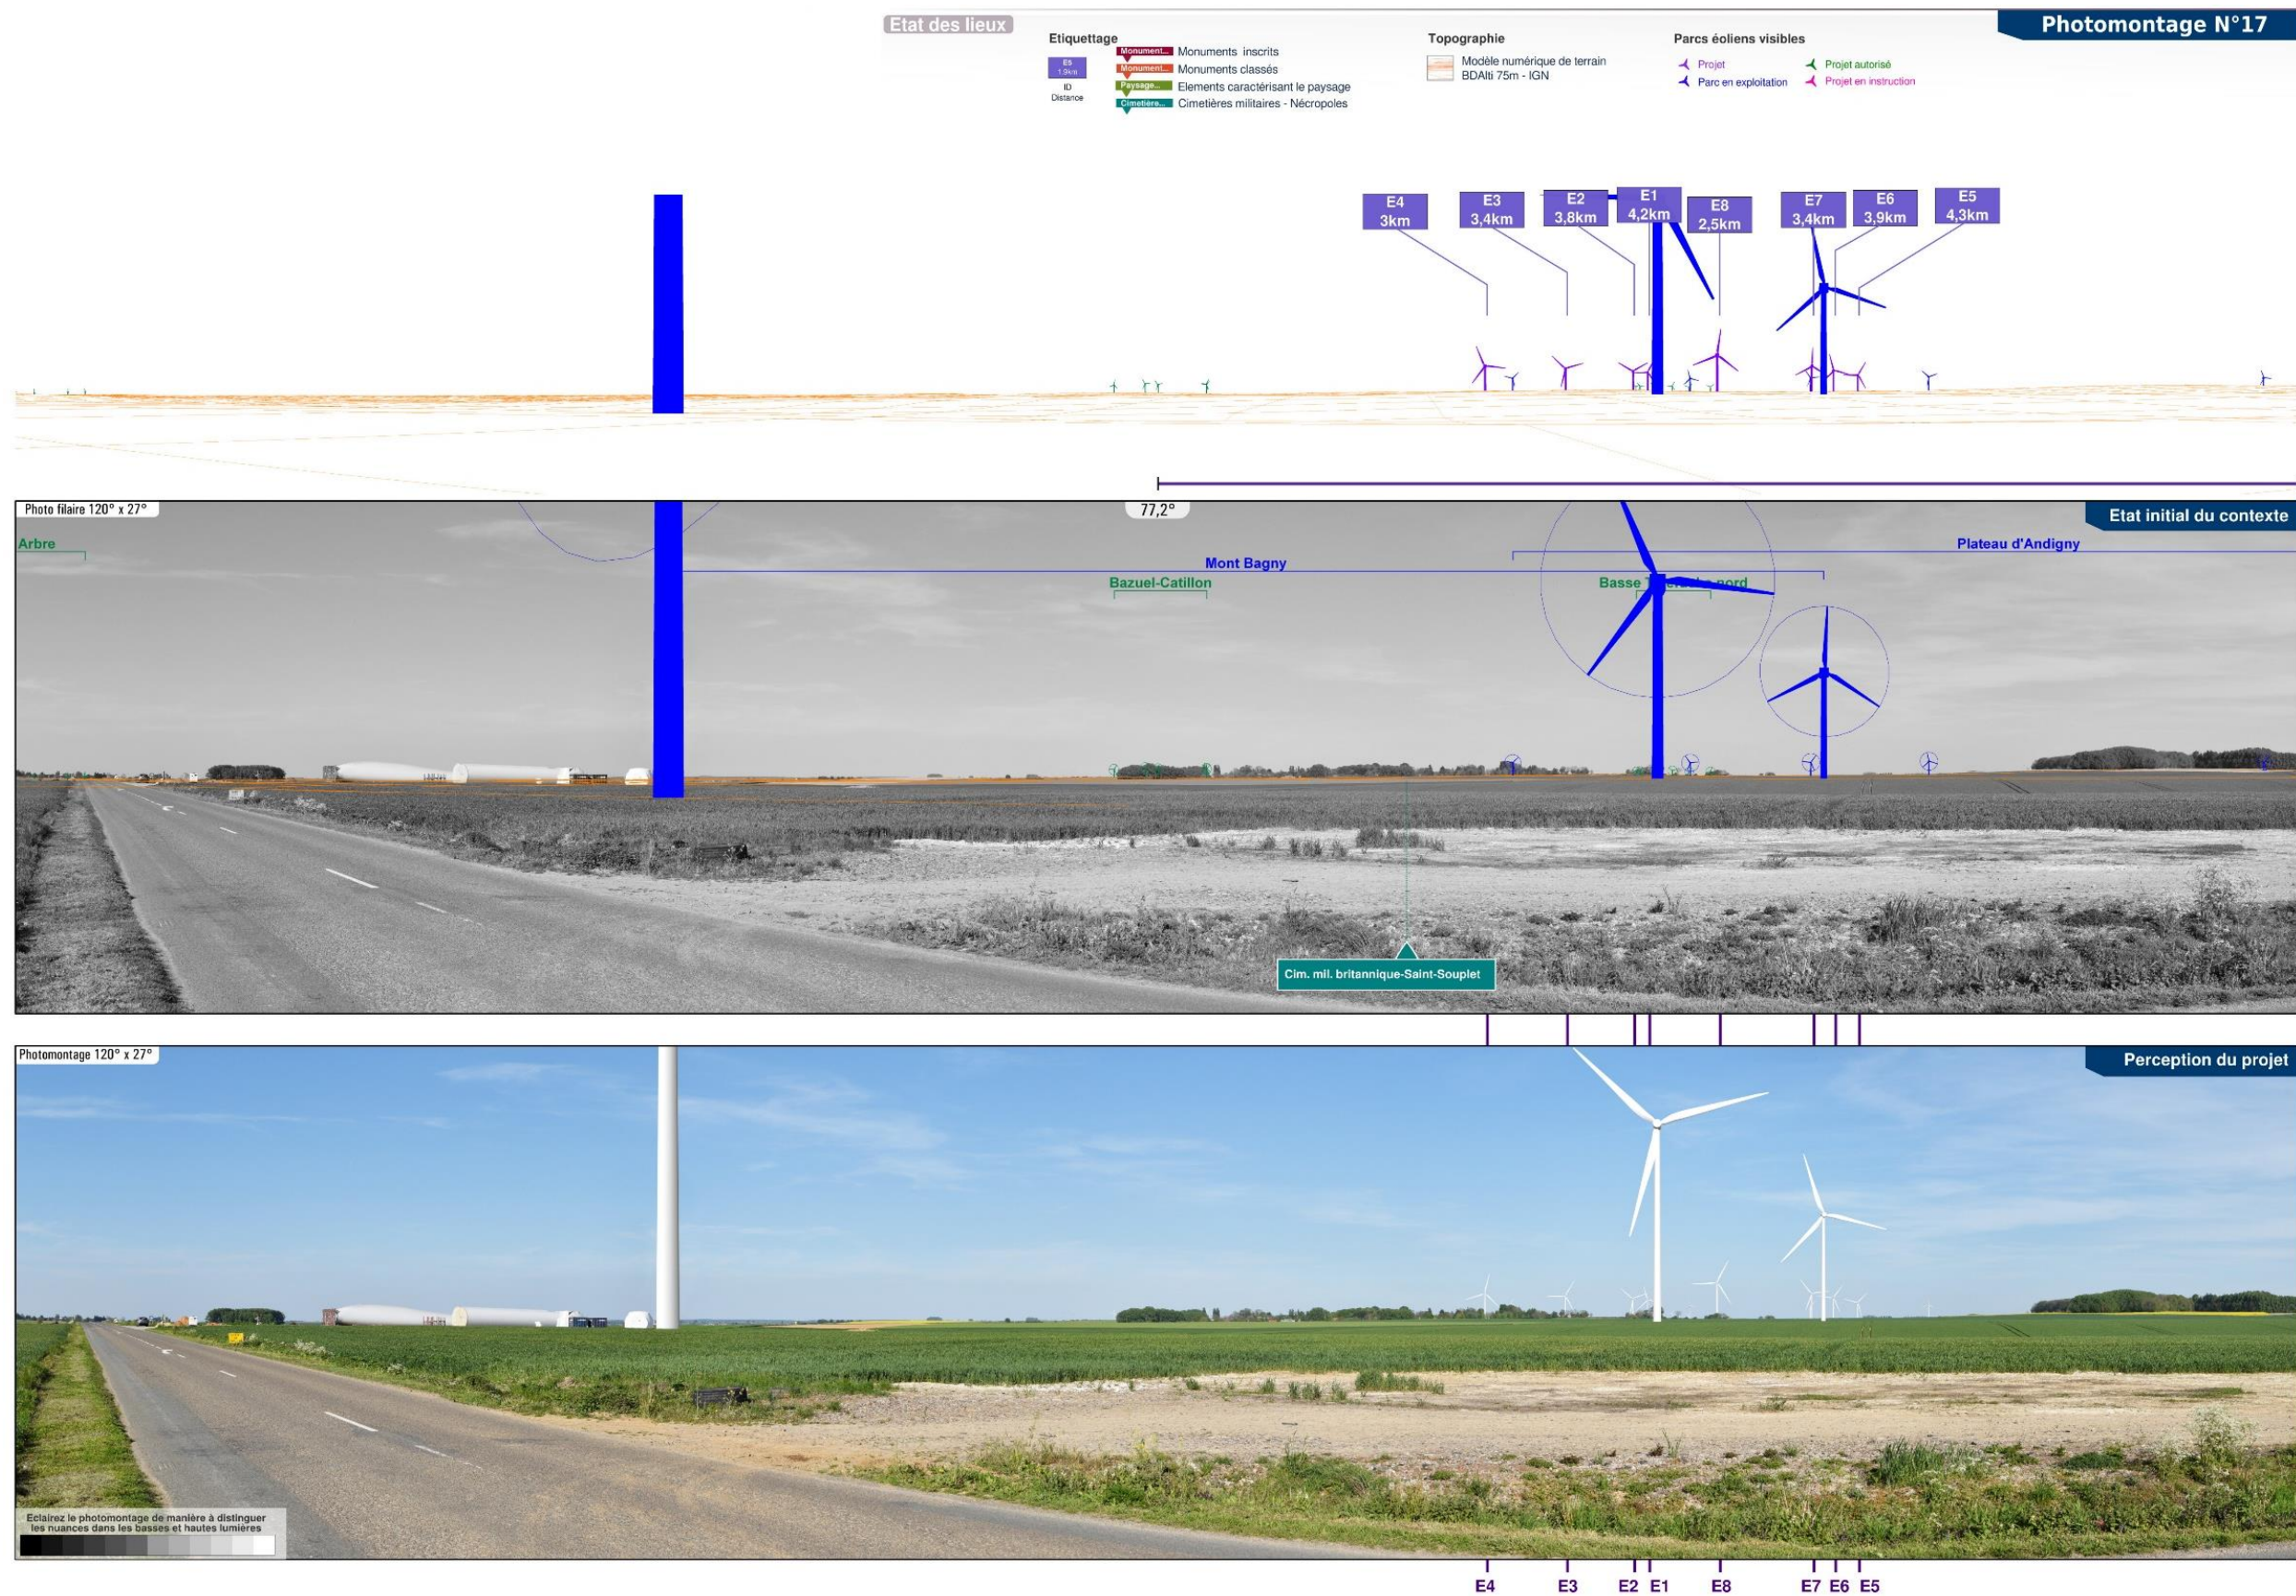 Etat des lieux
Photomontage N°17
Etiquettage
E5
1.9km
ID
Distance
Monument...
Monuments inscrits
Monument...
Monuments classés
Paysage...
Elements caractérisant le paysage
Cimetière...
Cimetières militaires - Nécropoles
Topographie
Modèle numérique de terrain
BDAlti 75m - IGN
Parcs éoliens visibles
Projet
Projet autorisé
Parc en exploitation
Projet en instruction
E4
3km
E3
3,4km
E2
3,8km
E1
4,2km
E8
2,5km
E7
3,4km
E6
3,9km
E5
4,3km
Photo filaire 120° x 27°
77,2°
Etat initial du contexte
Arbre
Mont Bagny
Plateau d'Andigny
Bazuel-Catillon
Basse nord
Cim. mil. britannique-Saint-Souplet
Photomontage 120° x 27°
Perception du projet
Eclairez le photomontage de manière à distinguer
les nuances dans les basses et hautes lumières
E4 E3 E2 E1 E8 E7 E6 E5